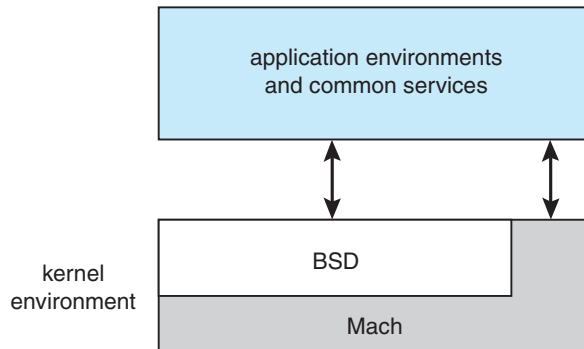 application environments
and common services
kernel
environment
BSD
Mach